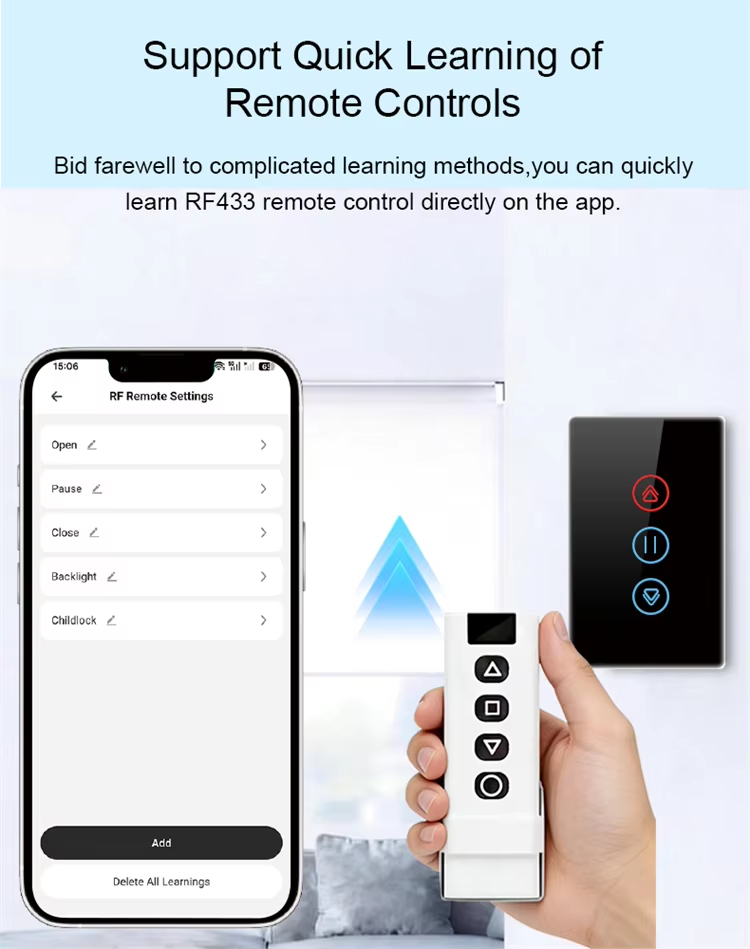 Support Quick Learning of
Remote Controls
Bid farewell to complicated learning methods,you can quickly
learn RF433 remote control directly on the app.
15:06
RF Remote Settings
Open
Pause
Close
Backlight
Childlock
Add
Delete All Learnings